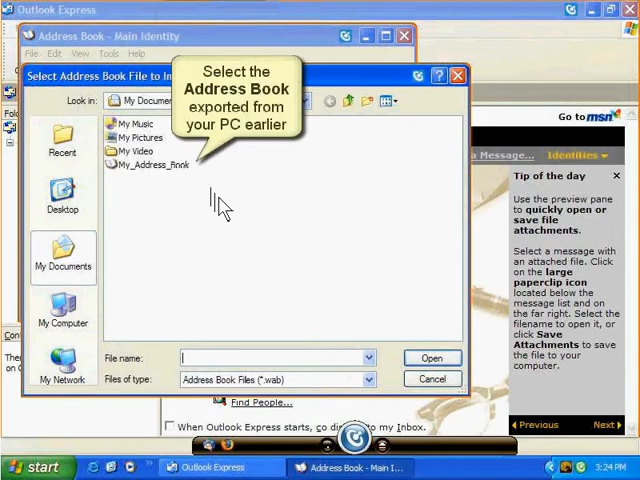 Outlook Express
Address Book - Main Identity
File Edit View Tools Help
Select Address Book File to Im
Look in: My Documen
Select the
Address Book
exported from
your PC earlier
My Music
My Pictures
My Video
My_Address_Book
Recent
Desktop
My Documents
My Computer
My Network
File name:
Open
Files of type: Address Book Files (*.wab)
Cancel
Go to msn
a Message... Identities
Tip of the day
Use the preview pane
to quickly open or
save file
attachments.
Select a message with
an attached file. Click
on the large
paperclip icon
located below the
message list and on
the far right. Select the
filename to open it, or
click Save
Attachments to save
the file to your
computer.
Previous Next
Fol
Con
Ther
on C
Find People...
When Outlook Express starts, go dire to my Inbox.
start
Outlook Express
Address Book - Main I...
3:24 PM